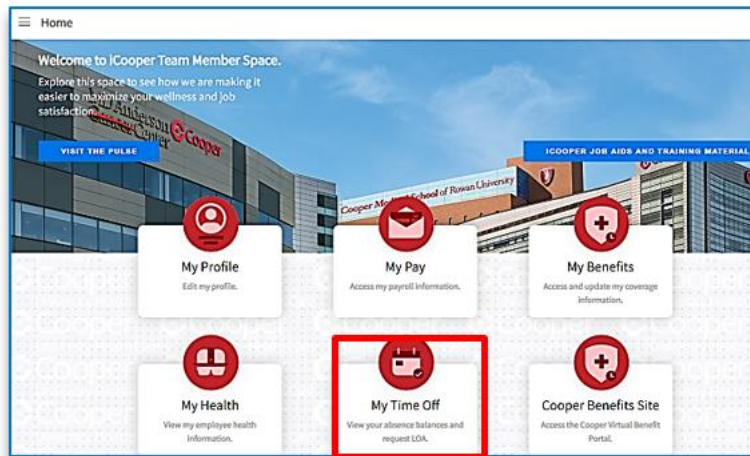 Home
Welcome to iCooper Team Member Space.
Explore this space to see how we are making it
easier to maximize your wellness and job
satisfaction.
Anderson
Cancer Center
Cooper
VISIT THE PULSE
ICOOPER JOB AIDS AND TRAINING MATERIAL
Cooper Medical School of Rowan University
My Profile
Edit my profile.
My Pay
Access my payroll information.
My Benefits
Access and update my coverage
information.
My Health
View my employee health
information.
My Time Off
View your absence balances and
request LOA.
Cooper Benefits Site
Access the Cooper Virtual Benefit
Portal.